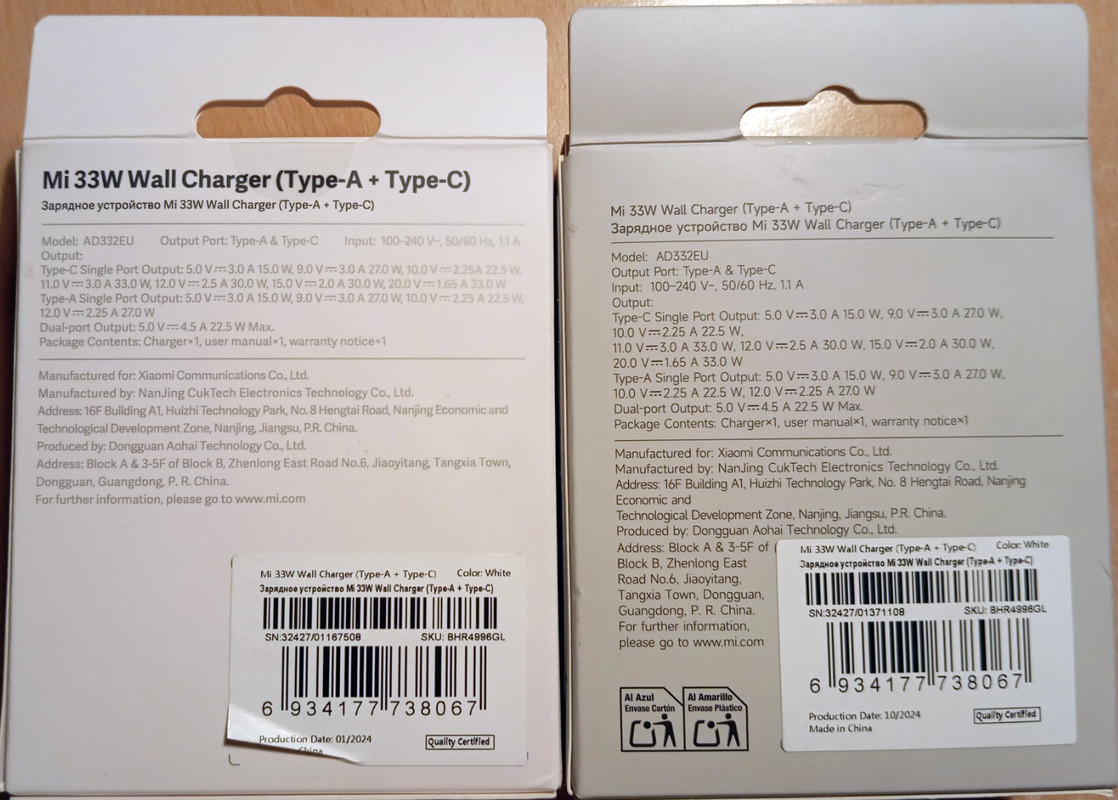 Mi 33W Wall Charger (Type-A + Type-C)
Зарядное устройство Mi 33W Wall Charger (Type-A + Type-C)
Model: AD332EU Output Port: Type-A & Type-C Input: 100-240 V~, 50/60 Hz, 1.1 A
Output:
Type-C Single Port Output: 5.0 V⎓3.0 A 15.0 W, 9.0 V⎓3.0 A 27.0 W, 10.0 V⎓2.25A 22.5 W,
11.0 V⎓3.0 A 33.0 W, 12.0 V⎓2.5 A 30.0 W, 15.0 V⎓2.0 A 30.0 W, 20.0 V⎓1.65 A 33.0 W
Type-A Single Port Output: 5.0 V⎓3.0 A 15.0 W, 9.0 V⎓3.0 A 27.0 W, 10.0 V⎓2.25 A 22.5 W,
12.0 V⎓2.25 A 27.0 W
Dual-port Output: 5.0 V⎓4.5 A 22.5 W Max.
Package Contents: Charger×1, user manual×1, warranty notice×1
Manufactured for: Xiaomi Communications Co., Ltd.
Manufactured by: NanJing CukTech Electronics Technology Co., Ltd.
Address: 16F Building A1, Huizhi Technology Park, No. 8 Hengtai Road, Nanjing Economic and
Technological Development Zone, Nanjing, Jiangsu, P.R. China.
Produced by: Dongguan Aohai Technology Co., Ltd.
Address: Block A & 3-5F of Block B, Zhenlong East Road No.6, Jiaoyitang, Tangxia Town,
Dongguan, Guangdong, P. R. China.
For further information, please go to www.mi.com
Mi 33W Wall Charger (Type-A + Type-C) Color: White
Зарядное устройство Mi 33W Wall Charger (Type-A + Type-C)
SN:32427/01167508 SKU: BHR4996GL
6 934177 738067
Production Date: 01/2024 Quality Certified
China
Mi 33W Wall Charger (Type-A + Type-C)
Зарядное устройство Mi 33W Wall Charger (Type-A + Type-C)
Model: AD332EU
Output Port: Type-A & Type-C
Input: 100-240 V~, 50/60 Hz, 1.1 A
Output:
Type-C Single Port Output: 5.0 V⎓3.0 A 15.0 W, 9.0 V⎓3.0 A 27.0 W,
10.0 V⎓2.25 A 22.5 W,
11.0 V⎓3.0 A 33.0 W, 12.0 V⎓2.5 A 30.0 W, 15.0 V⎓2.0 A 30.0 W,
20.0 V⎓1.65 A 33.0 W
Type-A Single Port Output: 5.0 V⎓3.0 A 15.0 W, 9.0 V⎓3.0 A 27.0 W,
10.0 V⎓2.25 A 22.5 W, 12.0 V⎓2.25 A 27.0 W
Dual-port Output: 5.0 V⎓4.5 A 22.5 W Max.
Package Contents: Charger×1, user manual×1, warranty notice×1
Manufactured for: Xiaomi Communications Co., Ltd.
Manufactured by: NanJing CukTech Electronics Technology Co., Ltd.
Address: 16F Building A1, Huizhi Technology Park, No. 8 Hengtai Road, Nanjing
Economic and
Technological Development Zone, Nanjing, Jiangsu, P.R. China.
Produced by: Dongguan Aohai Technology Co., Ltd.
Address: Block A & 3-5F of
Block B, Zhenlong East
Road No.6, Jiaoyitang,
Tangxia Town, Dongguan,
Guangdong, P. R. China.
For further information,
please go to www.mi.com
Al Azul
Envase Cartón
Al Amarillo
Envase Plástico
Mi 33W Wall Charger (Type-A + Type-C) Color: White
Зарядное устройство Mi 33W Wall Charger (Type-A + Type-C)
SN:32427/01371108 SKU: BHR4996GL
6 934177 738067
Production Date: 10/2024 Quality Certified
Made in China